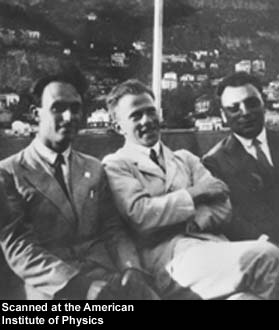 Scanned at the American
Institute of Physics